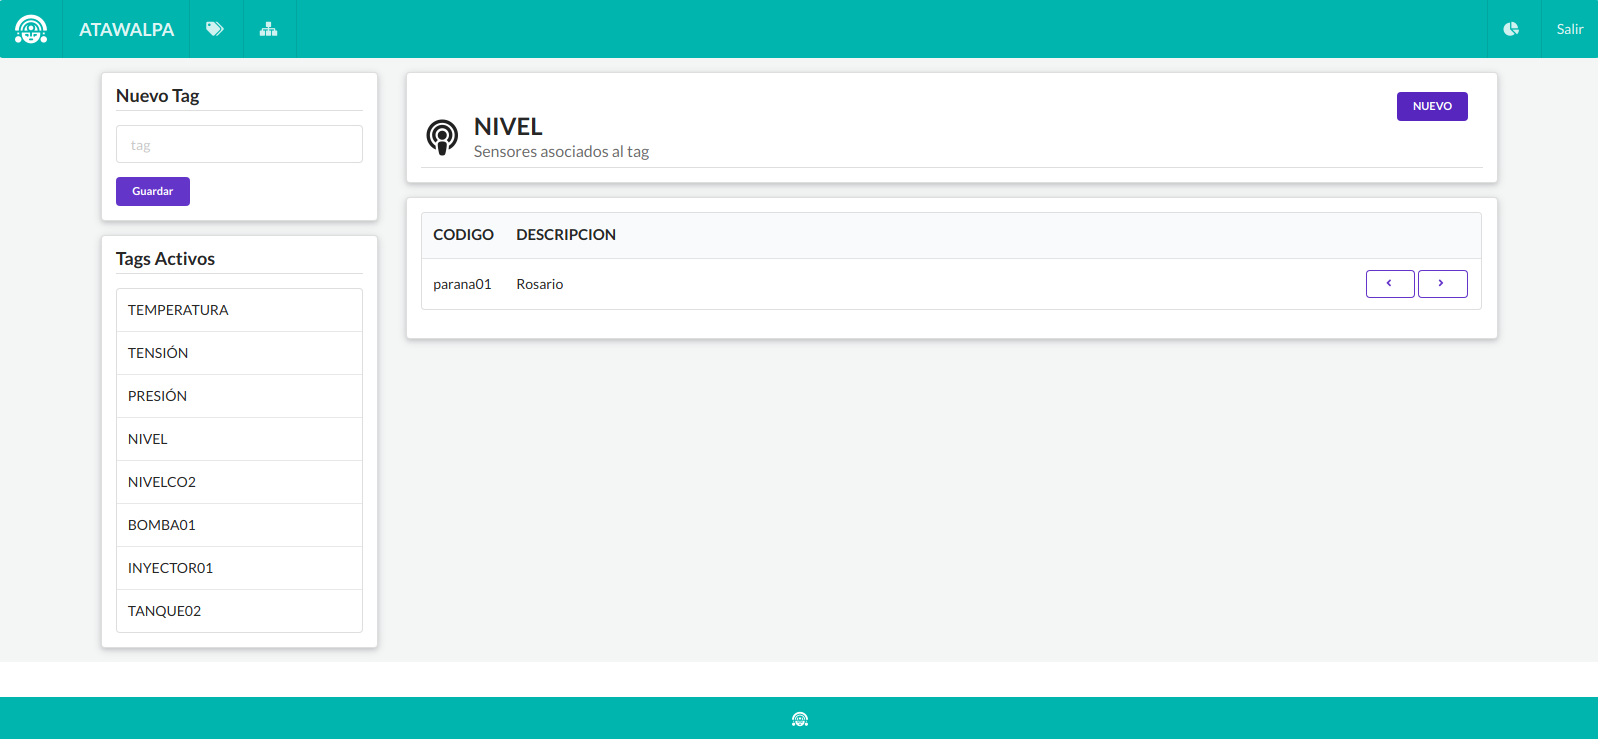 ATAWALPA
Salir
Nuevo Tag
tag
Guardar
Tags Activos
TEMPERATURA
TENSIÓN
PRESIÓN
NIVEL
NIVELCO2
BOMBA01
INYECTOR01
TANQUE02
NUEVO
NIVEL
Sensores asociados al tag
CODIGO DESCRIPCION
parana01 Rosario